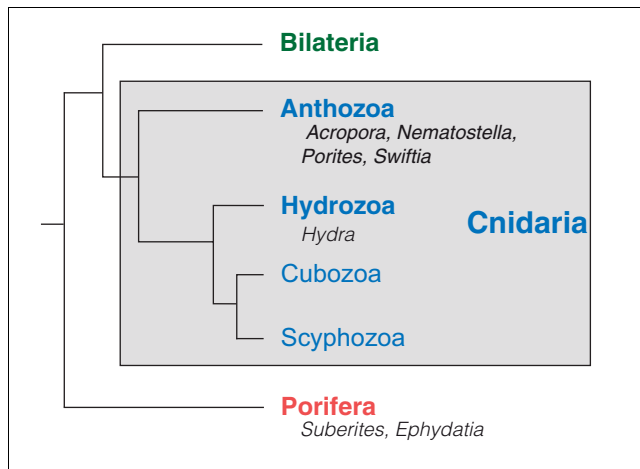 Bilateria
Anthozoa
Acropora, Nematostella,
Porites, Swiftia
Hydrozoa
Hydra
Cnidaria
Cubozoa
Scyphozoa
Porifera
Suberites, Ephydatia